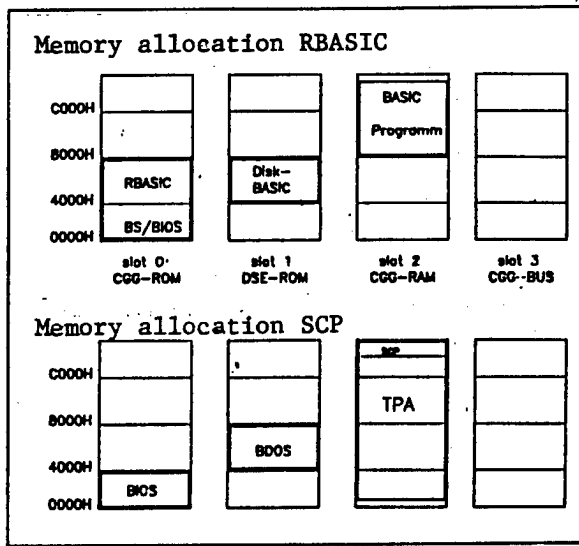 Memory allocation RBASIC
C000H
8000H
4000H
0000H
RBASIC
BS/BIOS
Disk-
BASIC
BASIC
Programm
slot 0
CGG-ROM
slot 1
DSE-ROM
slot 2
CGG-RAM
slot 3
CGG-BUS
Memory allocation SCP
C000H
8000H
4000H
0000H
BIOS
BDOS
SCP
TPA